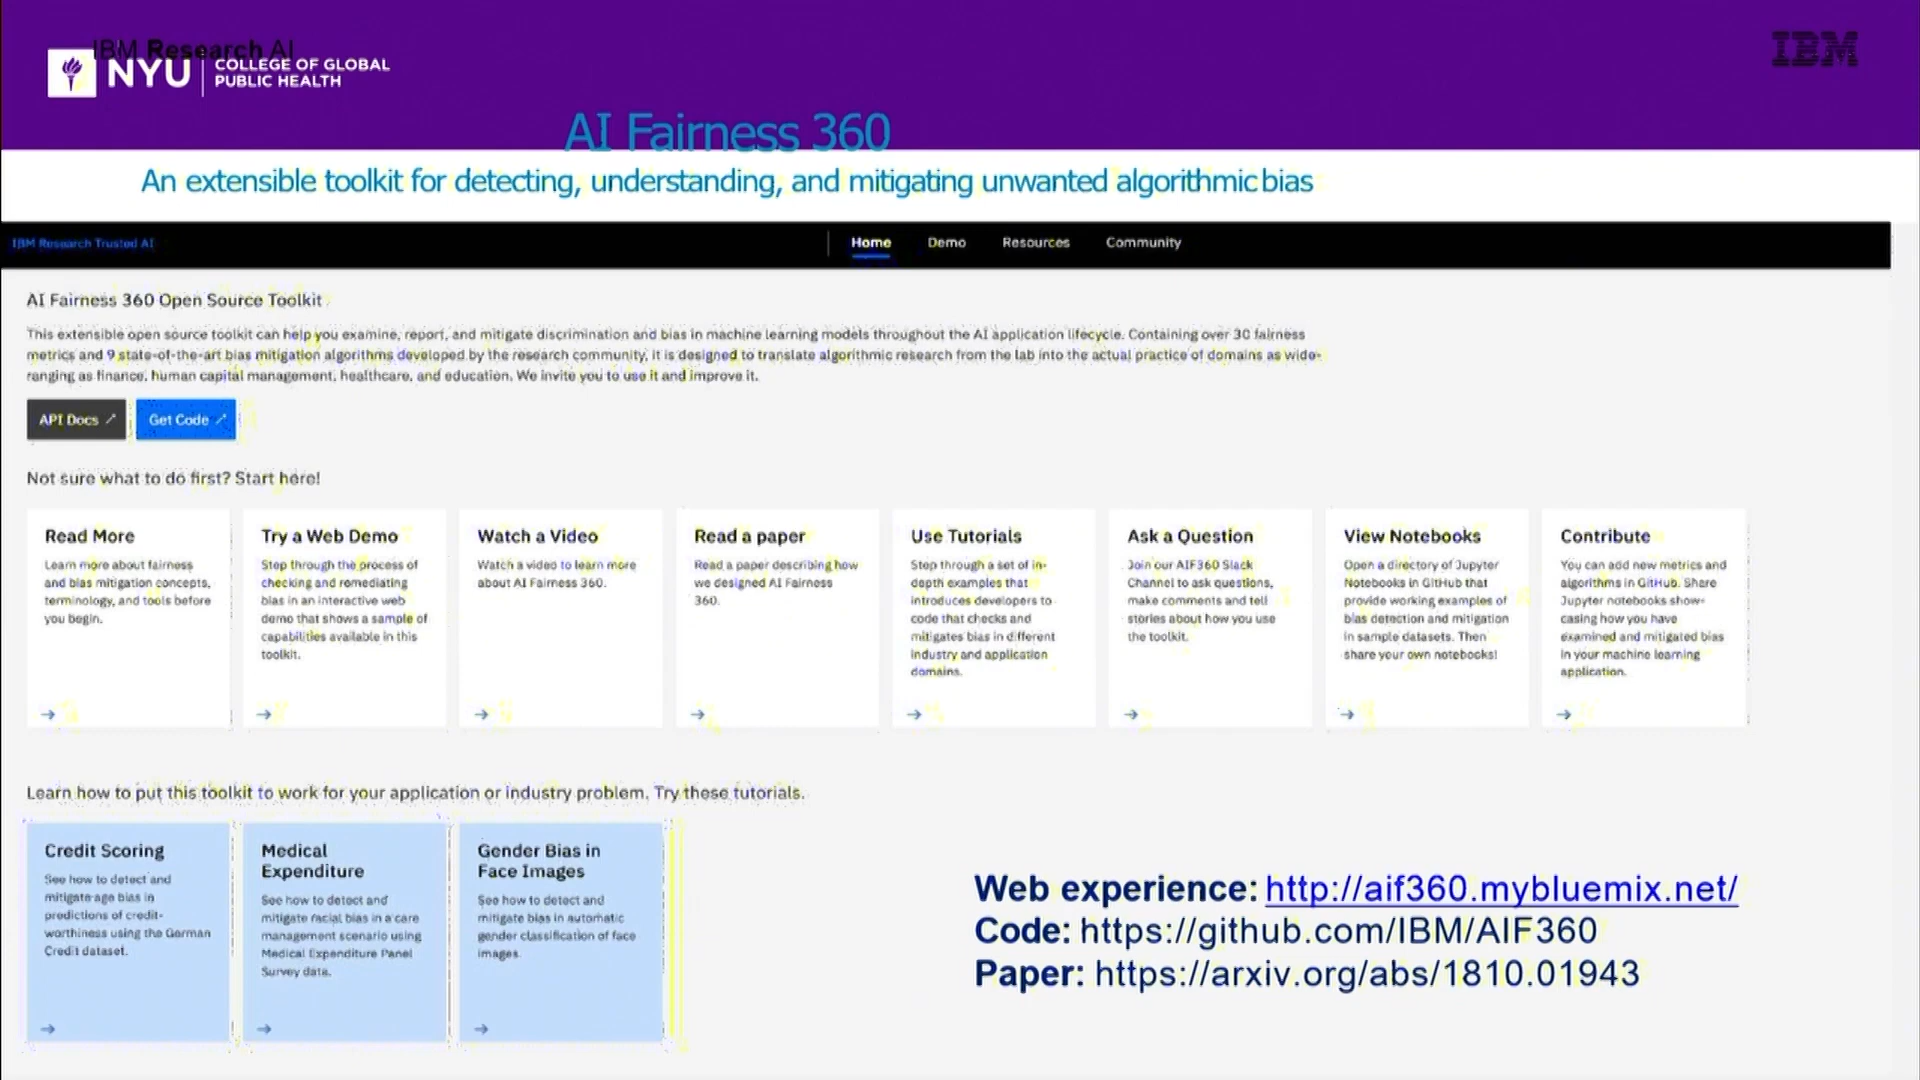 IBM Research AI
IBM
NYU
COLLEGE OF GLOBAL
PUBLIC HEALTH
AI Fairness 360
An extensible toolkit for detecting, understanding, and mitigating unwanted algorithmic bias
IBM Research Trusted AI
Home Demo Resources Community
AI Fairness 360 Open Source Toolkit
This extensible open source toolkit can help you examine, report, and mitigate discrimination and bias in machine learning models throughout the AI application lifecycle. Containing over 30 fairness
metrics and 9 state-of-the-art bias mitigation algorithms developed by the research community, it is designed to translate algorithmic research from the lab into the actual practice of domains as wide-
ranging as finance, human capital management, healthcare, and education. We invite you to use it and improve it.
API Docs
Get Code
Not sure what to do first? Start here!
Read More
Learn more about fairness
and bias mitigation concepts,
terminology, and tools before
you begin.
Try a Web Demo
Step through the process of
checking and remediating
bias in an interactive web
demo that shows a sample of
capabilities available in this
toolkit.
Watch a Video
Watch a video to learn more
about AI Fairness 360.
Read a paper
Read a paper describing how
we designed AI Fairness
360.
Use Tutorials
Step through a set of in-
depth examples that
introduces developers to
code that checks and
mitigates bias in different
industry and application
domains.
Ask a Question
Join our AIF360 Slack
Channel to ask questions,
make comments and tell
stories about how you use
the toolkit.
View Notebooks
Open a directory of Jupyter
Notebooks in GitHub that
provide working examples of
bias detection and mitigation
in sample datasets. Then
share your own notebooks!
Contribute
You can add new metrics and
algorithms in GitHub. Share
Jupyter notebooks show-
casing how you have
examined and mitigated bias
in your machine learning
application.
Learn how to put this toolkit to work for your application or industry problem. Try these tutorials.
Credit Scoring
See how to detect and
mitigate age bias in
predictions of credit-
worthiness using the German
Credit dataset.
Medical
Expenditure
See how to detect and
mitigate racial bias in a care
management scenario using
Medical Expenditure Panel
Survey data.
Gender Bias in
Face Images
See how to detect and
mitigate bias in automatic
gender classification of face
images.
Web experience: http://aif360.mybluemix.net/
Code: https://github.com/IBM/AIF360
Paper: https://arxiv.org/abs/1810.01943